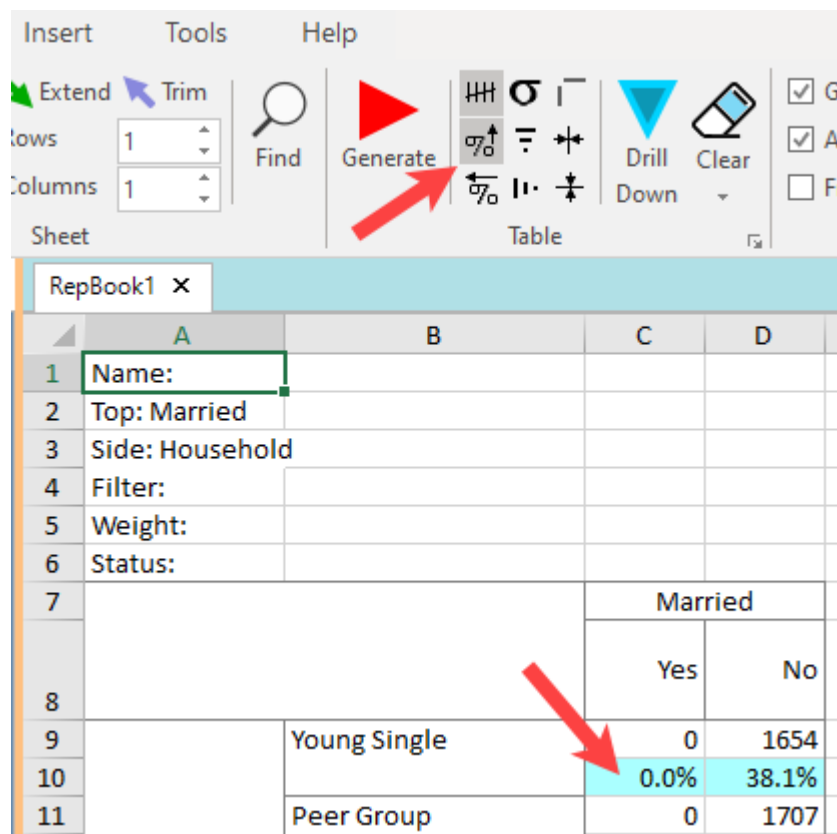 Insert Tools Help
Extend Trim
ows 1
Find Generate Drill Down Clear
olumns 1
Sheet Table
RepBook1 ×
A B C D
1 Name:
2 Top: Married
3 Side: Household
4 Filter:
5 Weight:
6 Status:
7 Married
8 Yes No
9 Young Single 0 1654
10 0.0% 38.1%
11 Peer Group 0 1707